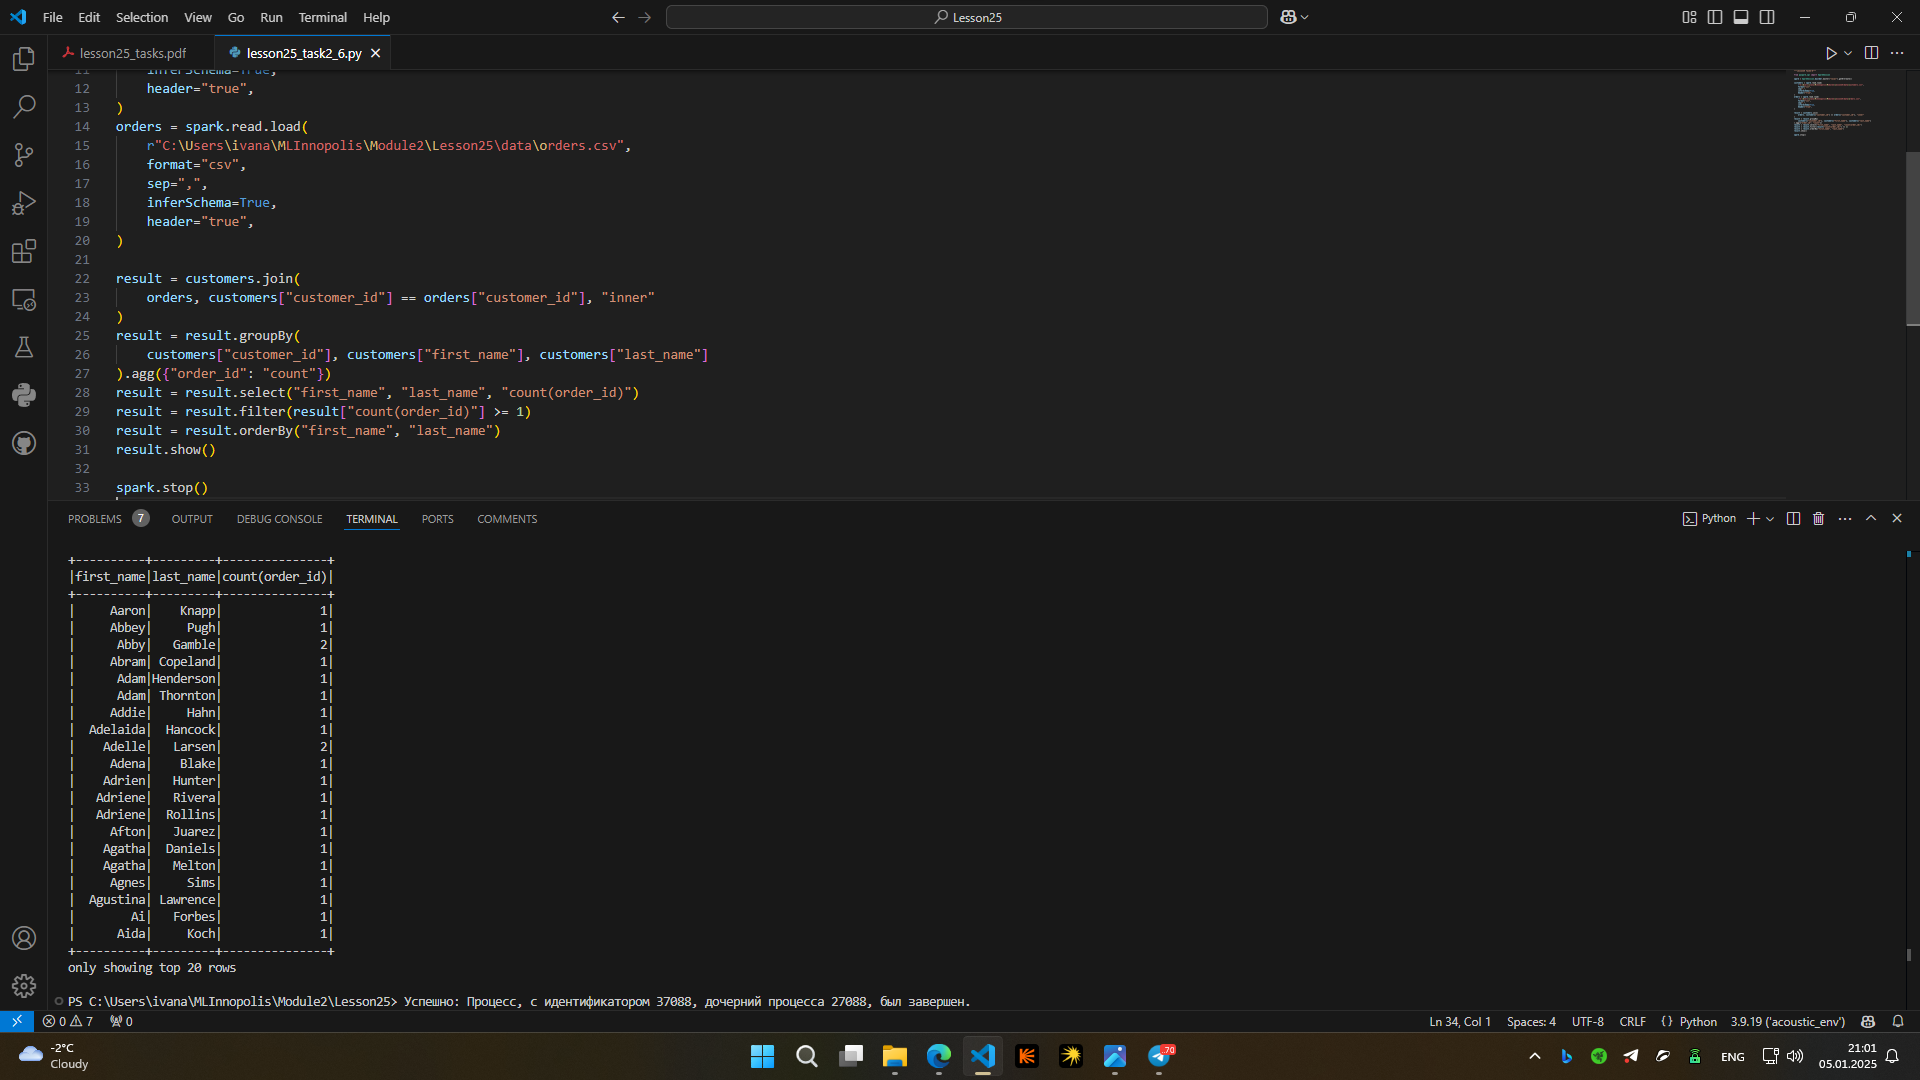 File Edit Selection View Go Run Terminal Help
Lesson25
lesson25_tasks.pdf lesson25_task2_6.py
11 inferSchema=True,
12 header="true",
13 )
14 orders = spark.read.load(
15 r"C:\Users\ivana\MLInnopolis\Module2\Lesson25\data\orders.csv",
16 format="csv",
17 sep=",",
18 inferSchema=True,
19 header="true",
20 )
21
22 result = customers.join(
23 orders, customers["customer_id"] == orders["customer_id"], "inner"
24 )
25 result = result.groupBy(
26 customers["customer_id"], customers["first_name"], customers["last_name"]
27 ).agg({"order_id": "count"})
28 result = result.select("first_name", "last_name", "count(order_id)")
29 result = result.filter(result["count(order_id)"] >= 1)
30 result = result.orderBy("first_name", "last_name")
31 result.show()
32
33 spark.stop()
PROBLEMS 7 OUTPUT DEBUG CONSOLE TERMINAL PORTS COMMENTS
Python
+----------+---------+---------------+
|first_name|last_name|count(order_id)|
+----------+---------+---------------+
|     Aaron|    Knapp|              1|
|     Abbey|     Pugh|              1|
|      Abby|   Gamble|              2|
|     Abram| Copeland|              1|
|      Adam|Henderson|              1|
|      Adam| Thornton|              1|
|     Addie|     Hahn|              1|
|  Adelaida|  Hancock|              1|
|    Adelle|   Larsen|              2|
|     Adena|    Blake|              1|
|    Adrien|   Hunter|              1|
|   Adriene|   Rivera|              1|
|   Adriene|  Rollins|              1|
|     Afton|   Juarez|              1|
|    Agatha|  Daniels|              1|
|    Agatha|   Melton|              1|
|     Agnes|     Sims|              1|
|  Agustina| Lawrence|              1|
|        Ai|   Forbes|              1|
|      Aida|     Koch|              1|
+----------+---------+---------------+
only showing top 20 rows
PS C:\Users\ivana\MLInnopolis\Module2\Lesson25> Успешно: Процесс, с идентификатором 37088, дочерний процесса 27088, был завершен.
0 7 0 Ln 34, Col 1 Spaces: 4 UTF-8 CRLF {} Python 3.9.19 ('acoustic_env')
-2°C
Cloudy
70
ENG
21:01
05.01.2025